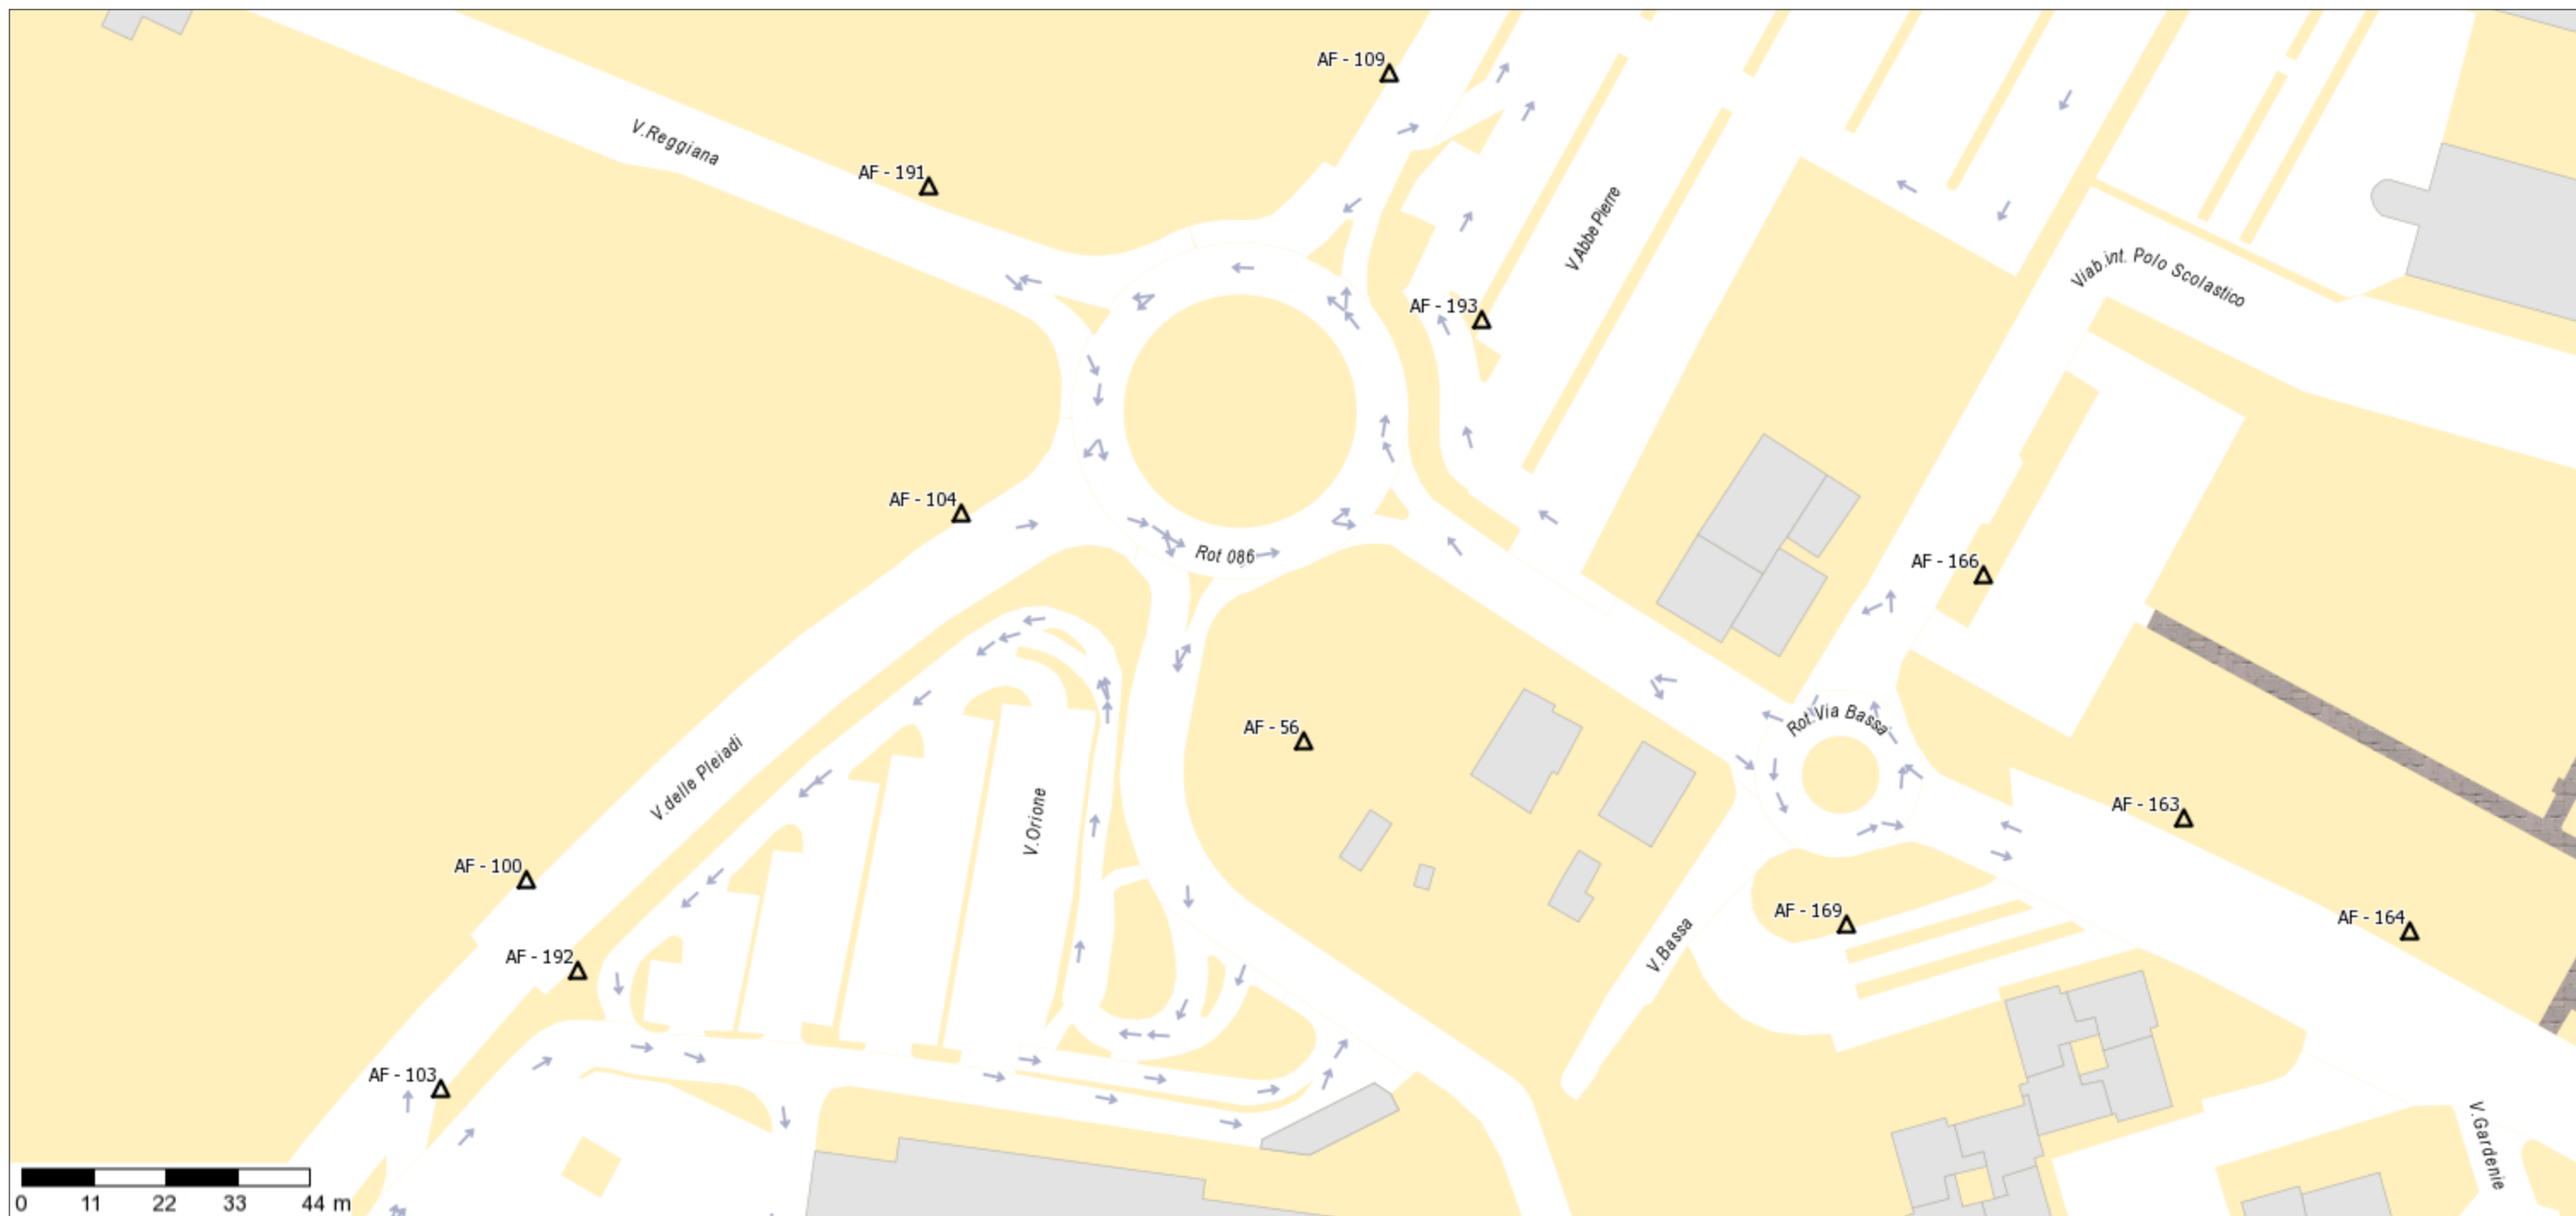 AF - 109
V.Reggiana
AF - 191
V.Abbe Pierre
Viab.int. Polo Scolastico
AF - 193
AF - 104
Rot 086
AF - 166
AF - 56
Rot.Via Bassa
V.delle Pleiadi
V.Orione
AF - 163
AF - 100
AF - 169
AF - 164
V.Bassa
AF - 192
AF - 103
V.Gardenie
0 11 22 33 44 m